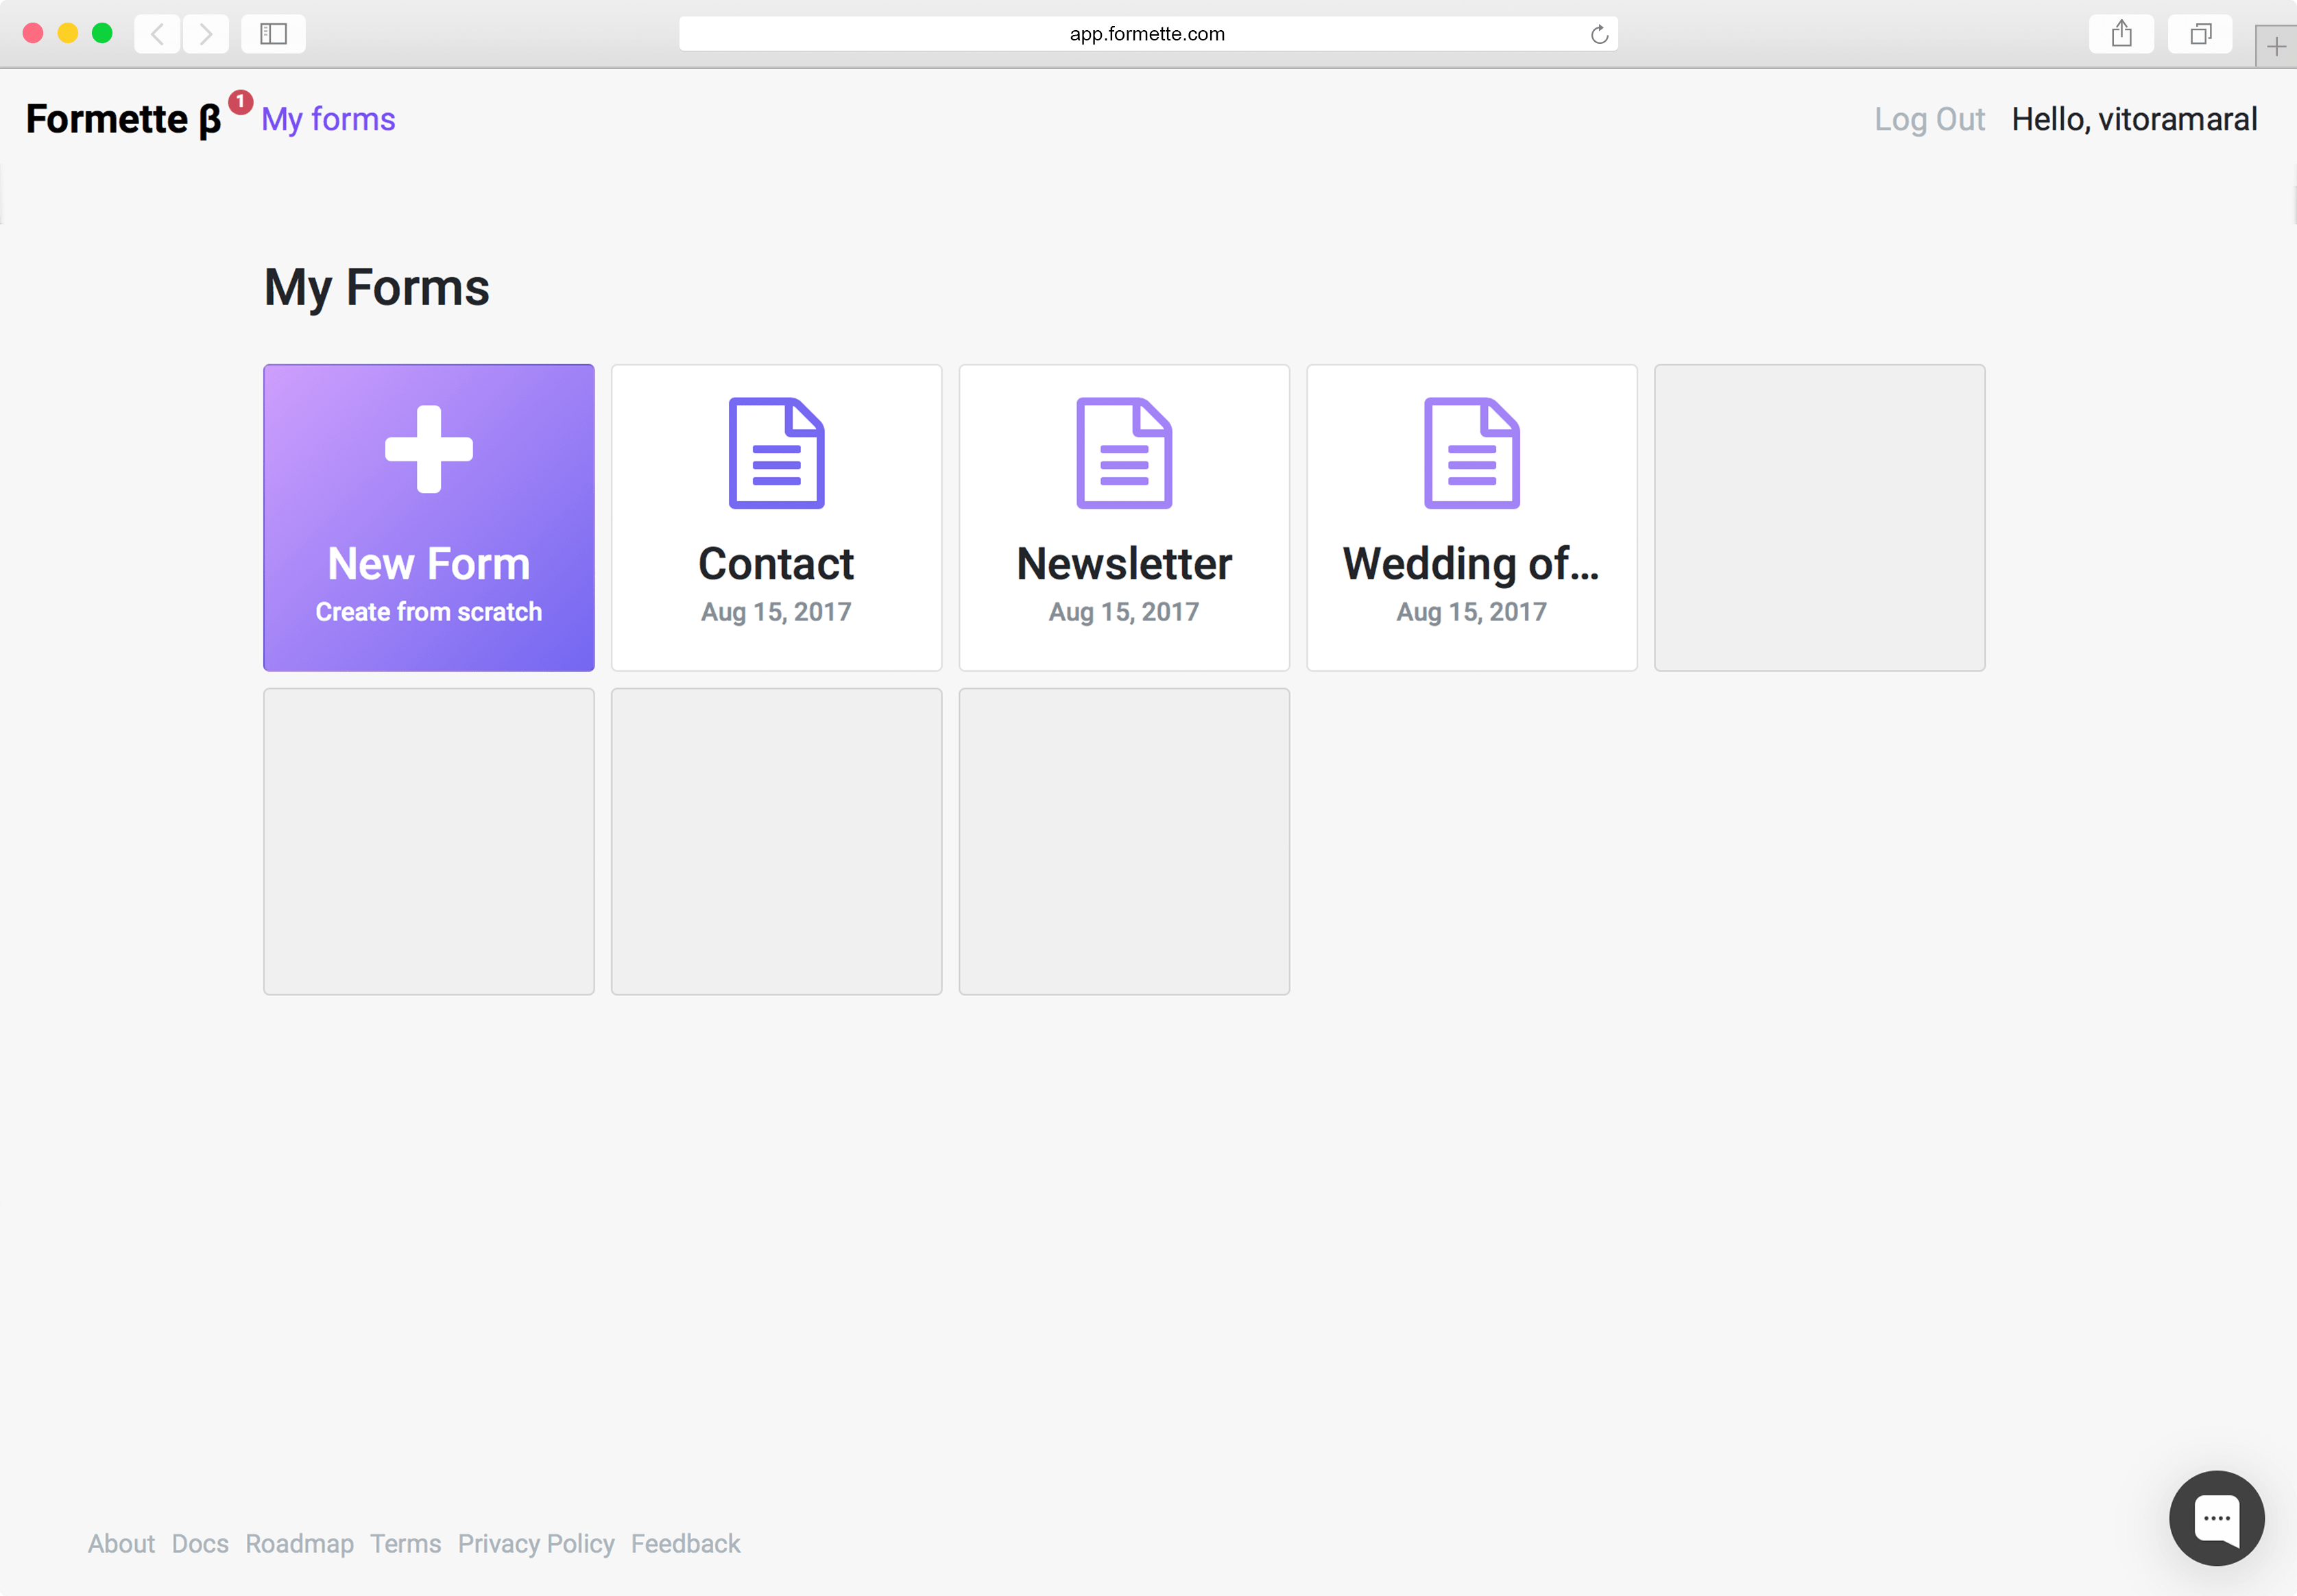 app.formette.com
Formette β 1 My forms Log Out Hello, vitoramaral
My Forms
New Form
Create from scratch
Contact
Aug 15, 2017
Newsletter
Aug 15, 2017
Wedding of...
Aug 15, 2017
About Docs Roadmap Terms Privacy Policy Feedback